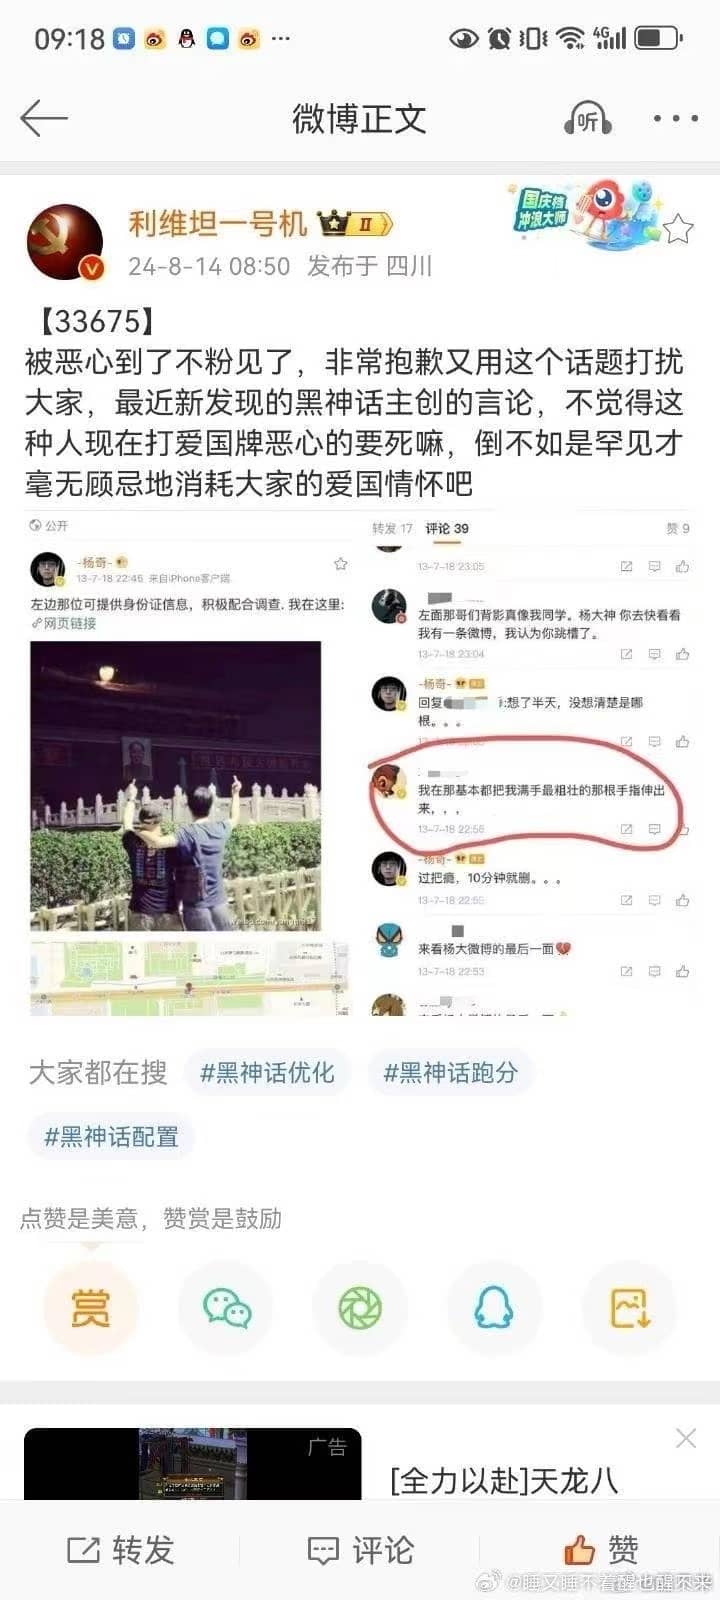 09:18
4G
微博正文
听
利维坦一号机
II
24-8-14 08:50 发布于 四川
国庆档
冲浪大师
【33675】
被恶心到了不粉见了，非常抱歉又用这个话题打扰
大家，最近新发现的黑神话主创的言论，不觉得这
种人现在打爱国牌恶心的要死嘛，倒不如是罕见才
毫无顾忌地消耗大家的爱国情怀吧
公开
-杨奇-
13-7-18 22:46 来自iPhone客户端
左边那位可提供身份证信息，积极配合调查. 我在这里:
网页链接
转发 17 评论 39 赞 9
13-7-18 23:05
左面那哥们背影真像我同学。杨大神 你去快看看
我有一条微博，我认为你跳槽了。
13-7-18 23:04
-杨奇-
回复 :想了半天，没想清楚是哪
根。。。
我在那基本都把我满手最粗壮的那根手指伸出
来，，，
13-7-18 22:56
-杨奇-
过把瘾，10分钟就删。。。
13-7-18 22:55
来看杨大微博的最后一面💔
13-7-18 22:53
大家都在搜
#黑神话优化
#黑神话跑分
#黑神话配置
点赞是美意，赞赏是鼓励
赏
广告
[全力以赴]天龙八
转发
评论
赞
@睡又睡不着醒也醒不来